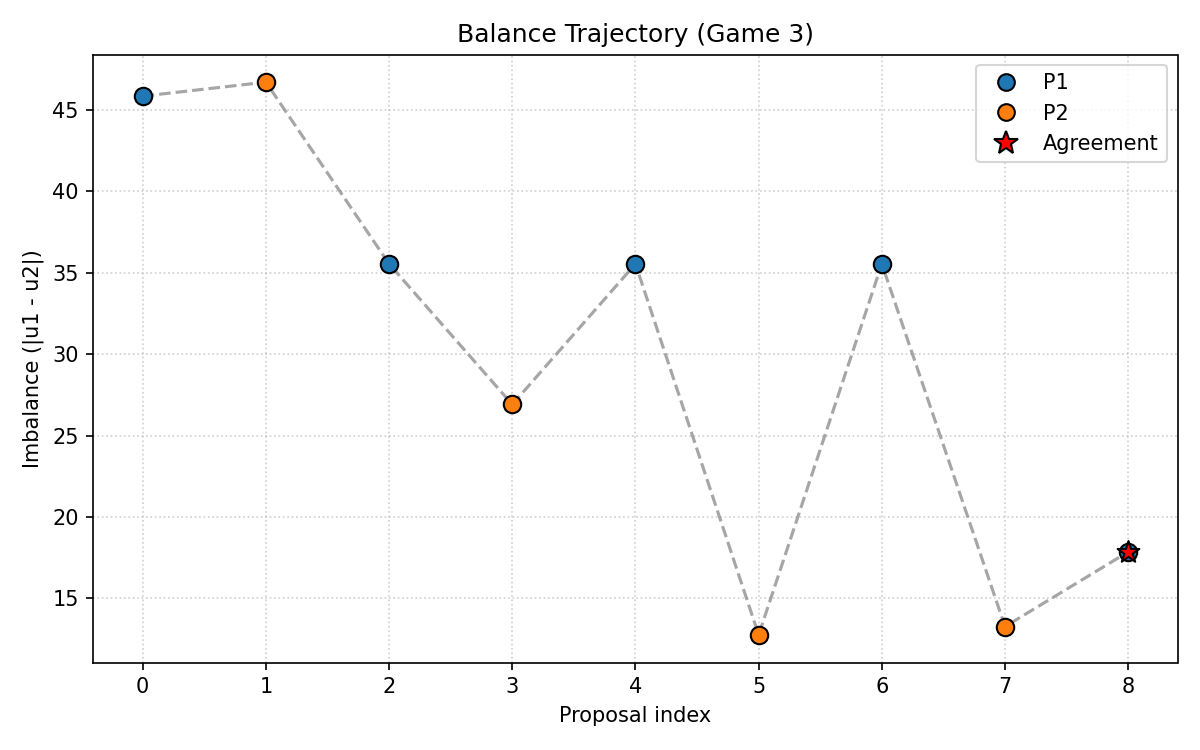 Balance Trajectory (Game 3)
P1
P2
Agreement
Imbalance (|u1 - u2|)
45
40
35
30
25
20
15
0 1 2 3 4 5 6 7 8
Proposal index